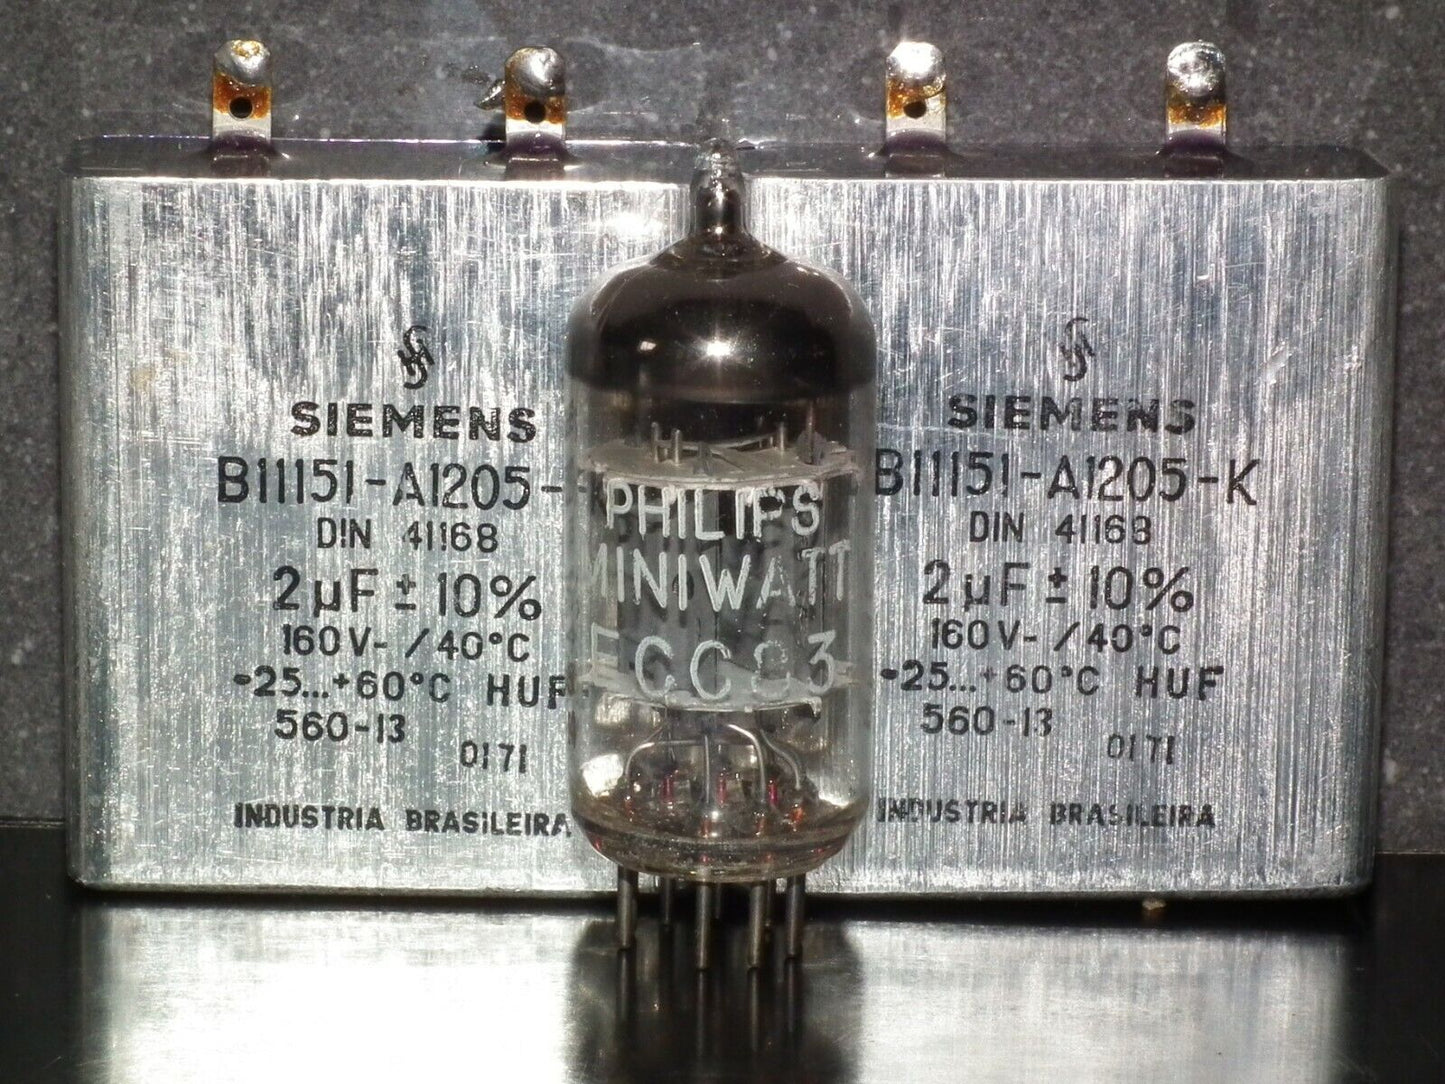 SIEMENS
B11151-A1205-
DIN 41168
2µF ± 10%
160V- /40°C
-25...+60°C HUF
560-13
0171
INDUSTRIA BRASILEIRA
PHILIPS
MINIWATT
ECC83
SIEMENS
B11151-A1205-K
DIN 41168
2µF ± 10%
160V- /40°C
-25...+60°C HUF
560-13
0171
INDUSTRIA BRASILEIRA